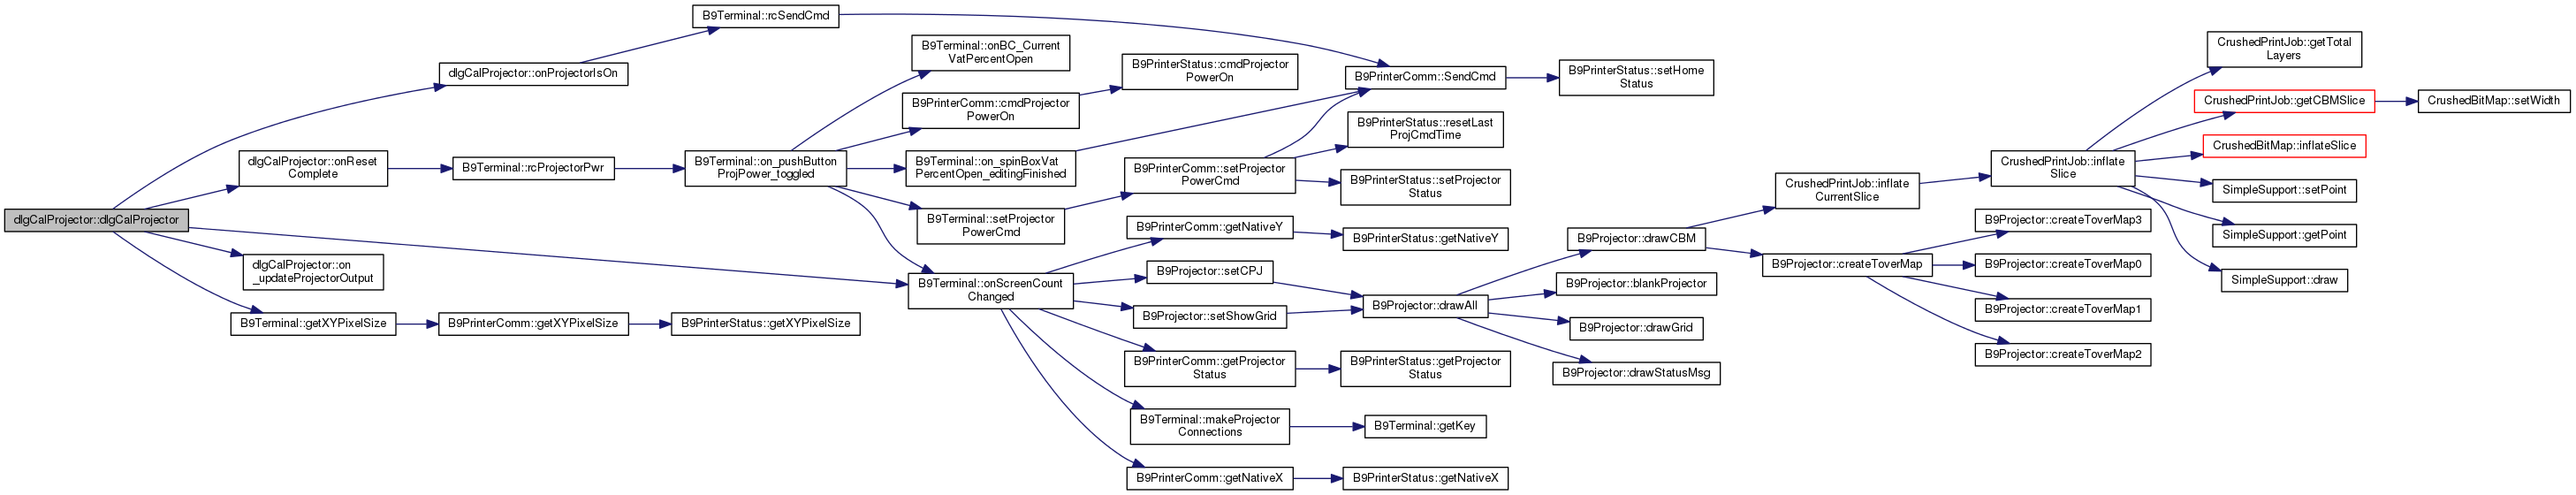 dlgCalProjector::dlgCalProjector
dlgCalProjector::onProjectorIsOn
B9Terminal::rcSendCmd
B9PrinterComm::SendCmd
B9PrinterStatus::setHome
Status
dlgCalProjector::onReset
Complete
B9Terminal::rcProjectorPwr
B9Terminal::on_pushButton
ProjPower_toggled
B9Terminal::onBC_Current
VatPercentOpen
B9PrinterComm::cmdProjector
PowerOn
B9PrinterStatus::cmdProjector
PowerOn
B9Terminal::on_spinBoxVat
PercentOpen_editingFinished
B9Terminal::setProjector
PowerCmd
B9PrinterComm::setProjector
PowerCmd
B9PrinterStatus::resetLast
ProjCmdTime
B9PrinterStatus::setProjector
Status
B9Terminal::onScreenCount
Changed
B9PrinterComm::getNativeY
B9PrinterStatus::getNativeY
B9Projector::setCPJ
B9Projector::setShowGrid
B9Projector::drawAll
B9Projector::drawCBM
B9Projector::blankProjector
B9Projector::drawGrid
B9Projector::drawStatusMsg
CrushedPrintJob::inflate
CurrentSlice
CrushedPrintJob::inflate
Slice
CrushedPrintJob::getTotal
Layers
CrushedPrintJob::getCBMSlice
CrushedBitMap::setWidth
CrushedBitMap::inflateSlice
SimpleSupport::setPoint
SimpleSupport::getPoint
SimpleSupport::draw
B9Projector::createToverMap
B9Projector::createToverMap3
B9Projector::createToverMap0
B9Projector::createToverMap1
B9Projector::createToverMap2
B9PrinterComm::getProjector
Status
B9PrinterStatus::getProjector
Status
B9Terminal::makeProjector
Connections
B9Terminal::getKey
B9PrinterComm::getNativeX
B9PrinterStatus::getNativeX
dlgCalProjector::on
_updateProjectorOutput
B9Terminal::getXYPixelSize
B9PrinterComm::getXYPixelSize
B9PrinterStatus::getXYPixelSize